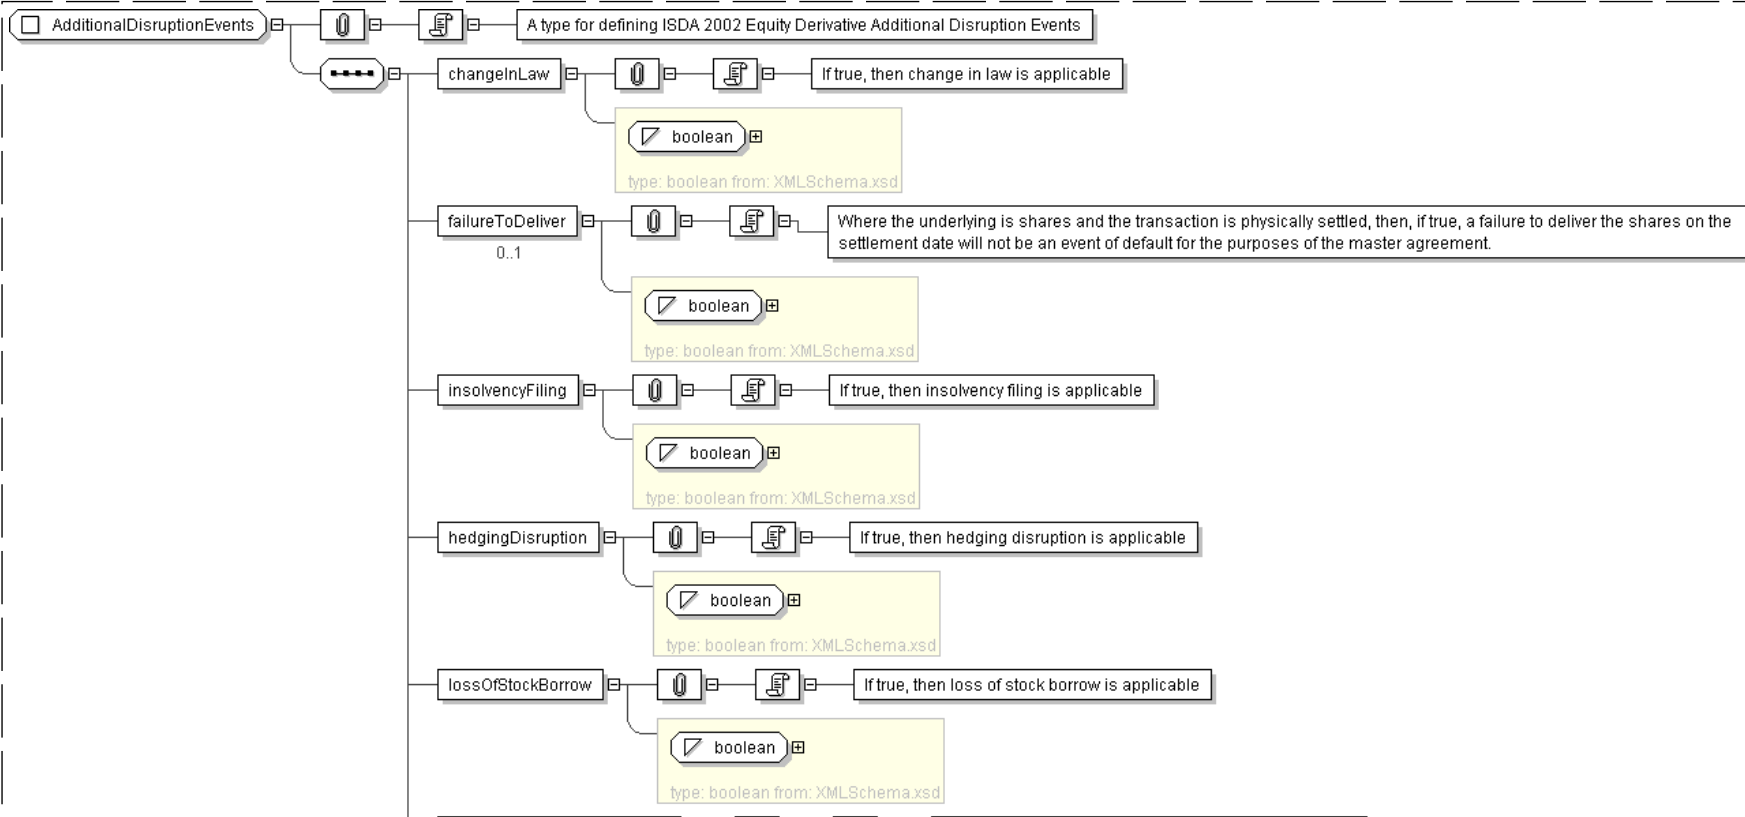 AdditionalDisruptionEvents
A type for defining ISDA 2002 Equity Derivative Additional Disruption Events
changeInLaw
If true, then change in law is applicable
boolean
type: boolean from: XMLSchema.xsd
failureToDeliver
0..1
Where the underlying is shares and the transaction is physically settled, then, if true, a failure to deliver the shares on the
settlement date will not be an event of default for the purposes of the master agreement.
boolean
type: boolean from: XMLSchema.xsd
insolvencyFiling
If true, then insolvency filing is applicable
boolean
type: boolean from: XMLSchema.xsd
hedgingDisruption
If true, then hedging disruption is applicable
boolean
type: boolean from: XMLSchema.xsd
lossOfStockBorrow
If true, then loss of stock borrow is applicable
boolean
type: boolean from: XMLSchema.xsd